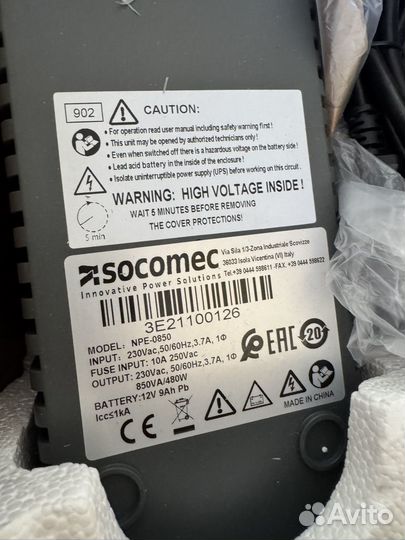 902
CAUTION:
• For operation read user manual including safety warning first!
• This unit may be opened by authorized technicians only!
• Even when switched off there is a hazardous voltage on the battery side!
• Lead acid battery in the inside of the enclosure!
• Isolate uninterruptible power supply (UPS) before working on this circuit.
WARNING: HIGH VOLTAGE INSIDE!
WAIT 5 MINUTES BEFORE REMOVING
THE COVER PROTECTIONS!
5 min
socomec
Innovative Power Solutions
Via Sila 1/3-Zona Industriale Scovizze
36033 Isola Vicentina (VI) Italy
Tel.+39 0444 598611 -FAX. +39 0444 598622
3E21100126
MODEL: NPE-0850
INPUT: 230Vac,50/60Hz,3.7A, 1Φ
FUSE INPUT: 10A 250Vac
OUTPUT: 230Vac, 50/60Hz,3.7A, 1Φ
850VA/480W
BATTERY:12V 9Ah Pb
Icc≤1kA
EAC
20
CE
Pb
MADE IN CHINA
Avito